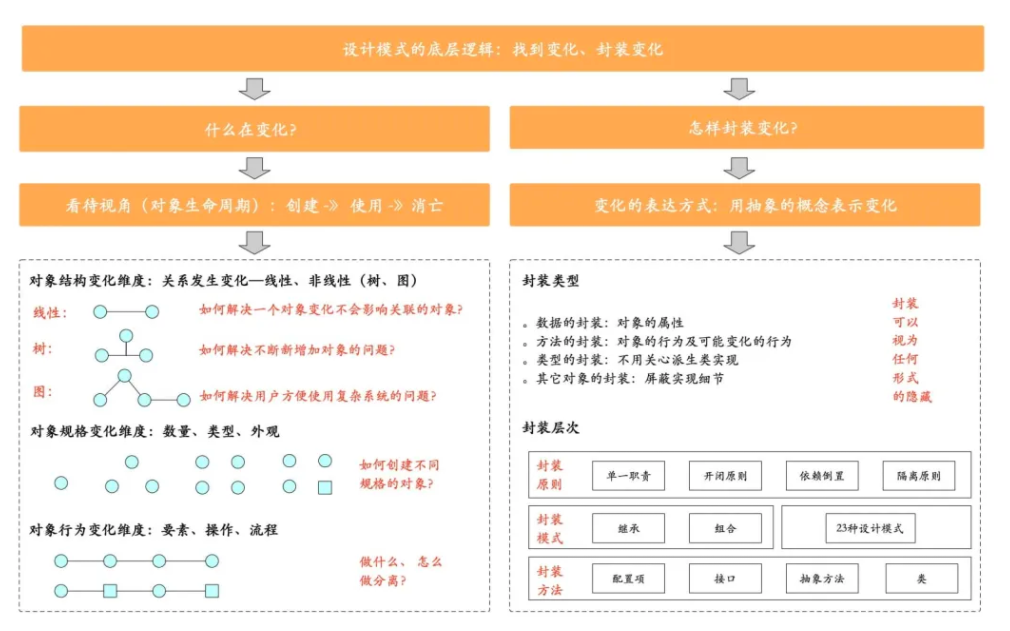 设计模式的底层逻辑：找到变化、封装变化
什么在变化?
看待视角（对象生命周期）：创建 -》 使用 -》消亡
对象结构变化维度：关系发生变化—线性、非线性（树、图）
线性：
如何解决一个对象变化不会影响关联的对象?
树：
如何解决不断新增加对象的问题?
图：
如何解决用户方便使用复杂系统的问题?
对象规格变化维度：数量、类型、外观
如何创建不同
规格的对象?
对象行为变化维度：要素、操作、流程
做什么、怎么
做分离?
怎样封装变化?
变化的表达方式：用抽象的概念表示变化
封装类型
。数据的封装：对象的属性
。方法的封装：对象的行为及可能变化的行为
。类型的封装：不用关心派生类实现
。其它对象的封装：屏蔽实现细节
封装
可以
视为
任何
形式
的隐藏
封装层次
封装
原则
单一职责
开闭原则
依赖倒置
隔离原则
封装
模式
继承
组合
23种设计模式
封装
方法
配置项
接口
抽象方法
类